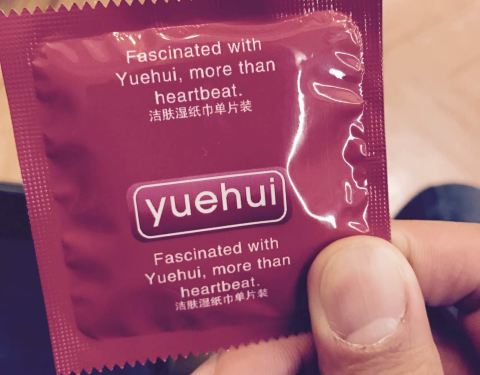 Fascinated with
Yuehui, more than
heartbeat.
洁肤湿纸巾单片装
yuehui
Fascinated with
Yuehui, more than
heartbeat.
洁肤湿纸巾单片装